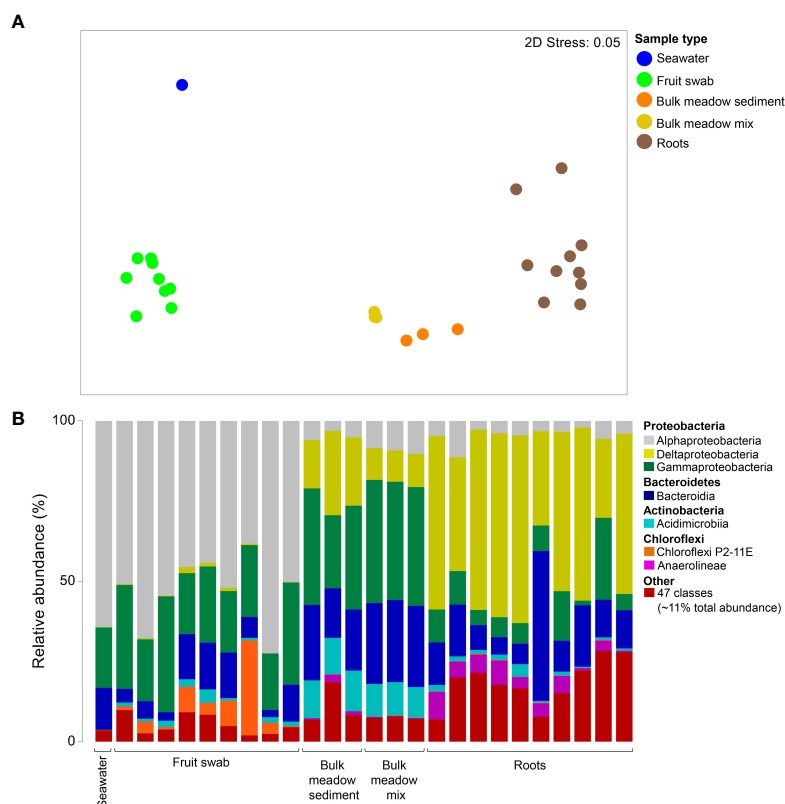 A
2D Stress: 0.05
Sample type
Seawater
Fruit swab
Bulk meadow sediment
Bulk meadow mix
Roots
B
100
50
0
Relative abundance (%)
Proteobacteria
Alphaproteobacteria
Deltaproteobacteria
Gammaproteobacteria
Bacteroidetes
Bacteroidia
Actinobacteria
Acidimicrobiia
Chloroflexi
Chloroflexi P2-11E
Anaerolineae
Other
47 classes
(~11% total abundance)
Seawater
Fruit swab
Bulk
meadow
sediment
Bulk
meadow
mix
Roots